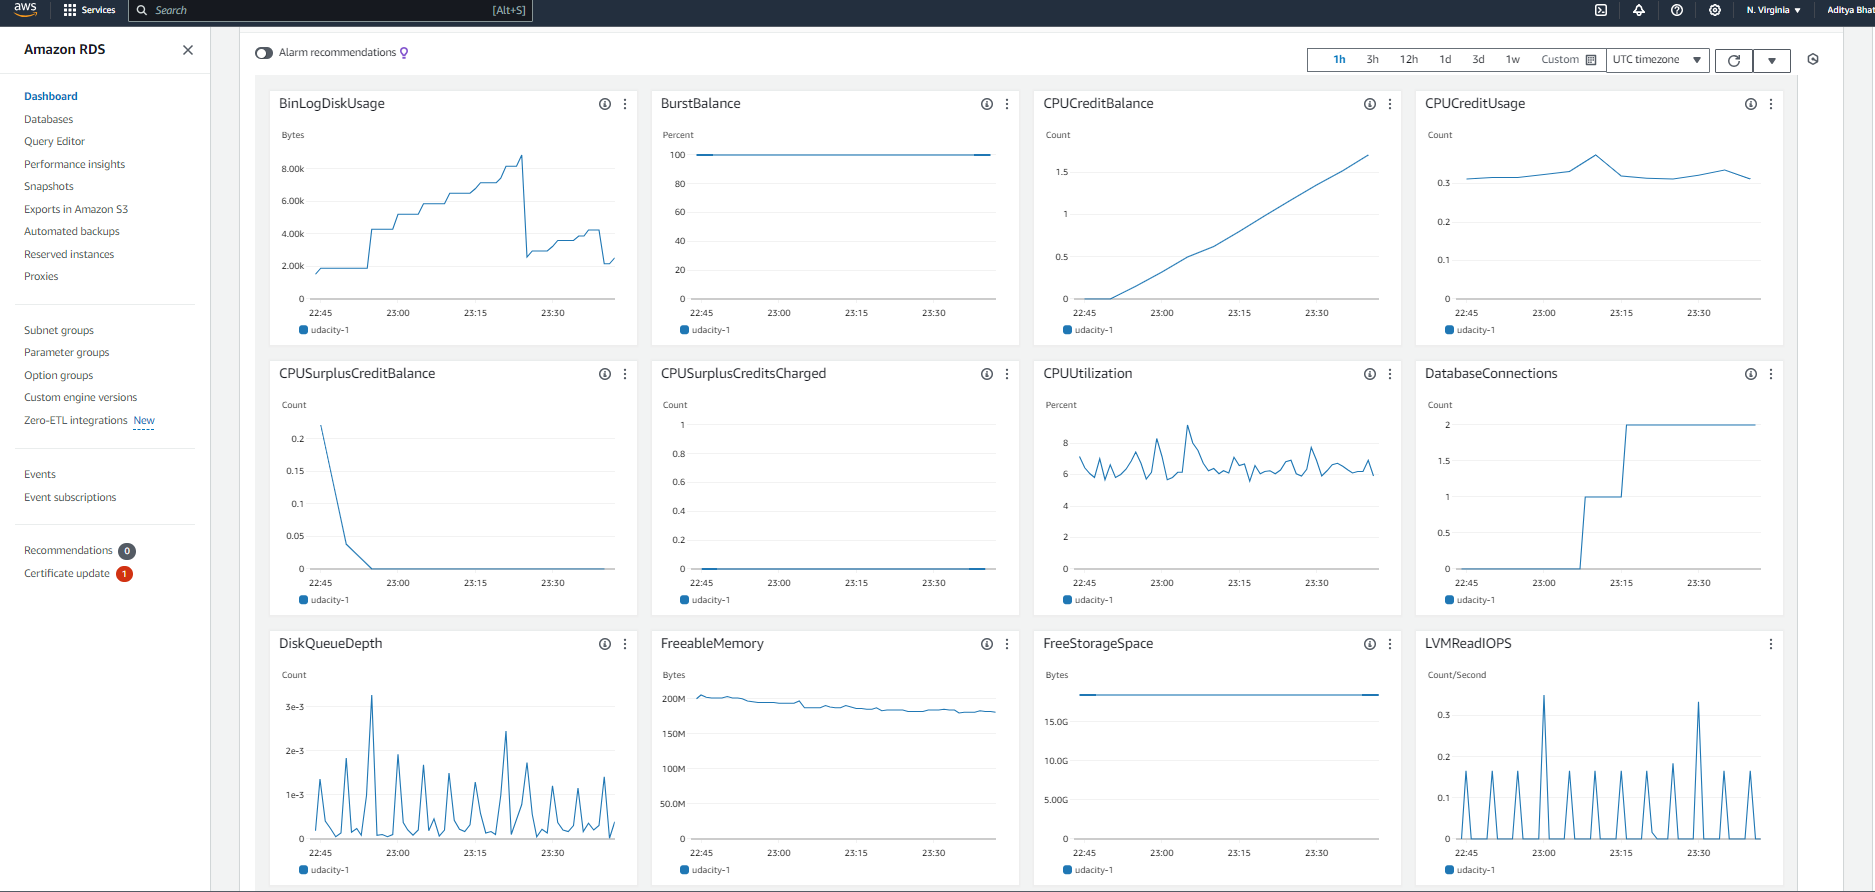 aws
Services
Search
[Alt+S]
N. Virginia
Aditya Bhat
Amazon RDS
Dashboard
Databases
Query Editor
Performance insights
Snapshots
Exports in Amazon S3
Automated backups
Reserved instances
Proxies
Subnet groups
Parameter groups
Option groups
Custom engine versions
Zero-ETL integrations New
Events
Event subscriptions
Recommendations 0
Certificate update 1
Alarm recommendations
1h 3h 12h 1d 3d 1w Custom UTC timezone
BinLogDiskUsage
Bytes
8.00k
6.00k
4.00k
2.00k
0
22:45 23:00 23:15 23:30
udacity-1
BurstBalance
Percent
100
80
60
40
20
0
22:45 23:00 23:15 23:30
udacity-1
CPUCreditBalance
Count
1.5
1
0.5
0
22:45 23:00 23:15 23:30
udacity-1
CPUCreditUsage
Count
0.3
0.2
0.1
0
22:45 23:00 23:15 23:30
udacity-1
CPUSurplusCreditBalance
Count
0.2
0.15
0.1
0.05
0
22:45 23:00 23:15 23:30
udacity-1
CPUSurplusCreditsCharged
Count
1
0.8
0.6
0.4
0.2
0
22:45 23:00 23:15 23:30
udacity-1
CPUUtilization
Percent
8
6
4
2
0
22:45 23:00 23:15 23:30
udacity-1
DatabaseConnections
Count
2
1.5
1
0.5
0
22:45 23:00 23:15 23:30
udacity-1
DiskQueueDepth
Count
3e-3
2e-3
1e-3
0
22:45 23:00 23:15 23:30
udacity-1
FreeableMemory
Bytes
200M
150M
100M
50.0M
0
22:45 23:00 23:15 23:30
udacity-1
FreeStorageSpace
Bytes
15.0G
10.0G
5.00G
0
22:45 23:00 23:15 23:30
udacity-1
LVMReadIOPS
Count/Second
0.3
0.2
0.1
0
22:45 23:00 23:15 23:30
udacity-1